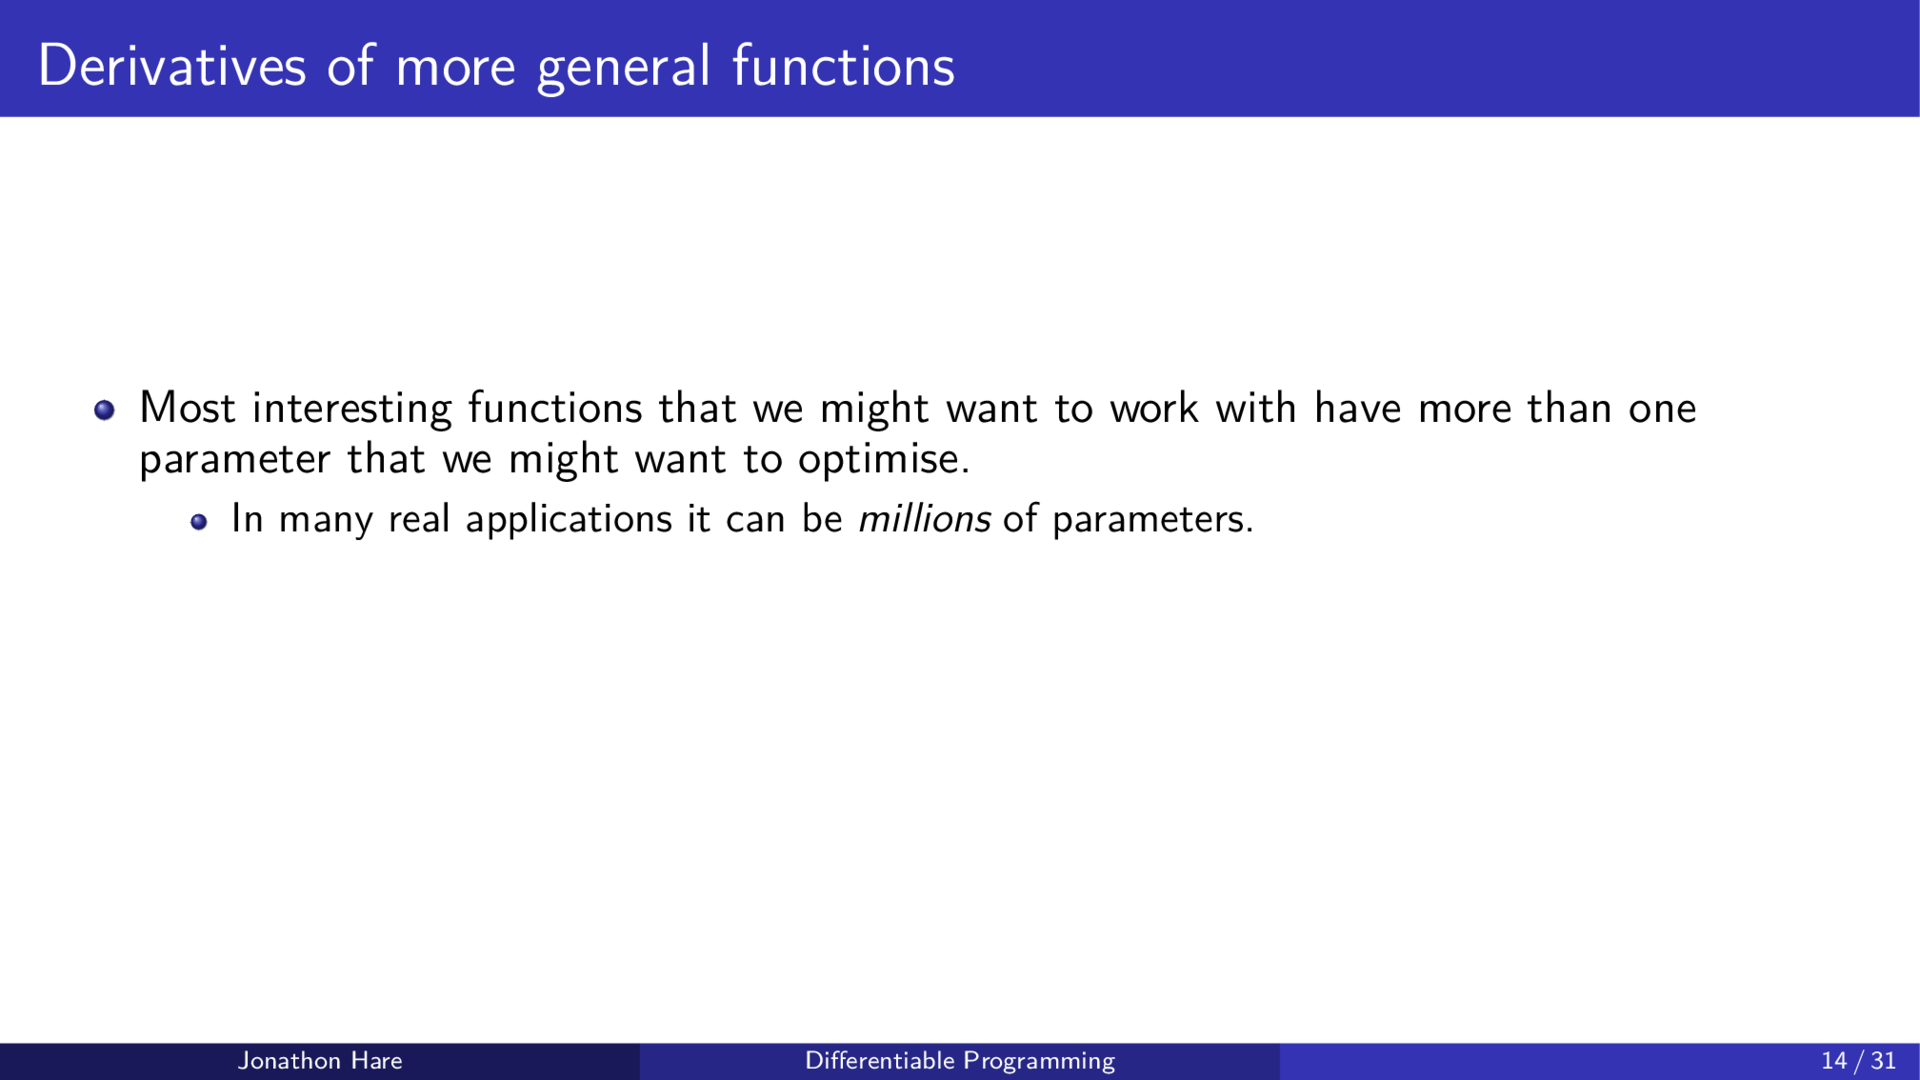 Derivatives of more general functions
Most interesting functions that we might want to work with have more than one
parameter that we might want to optimise.
In many real applications it can be millions of parameters.
Jonathon Hare
Differentiable Programming
14 / 31